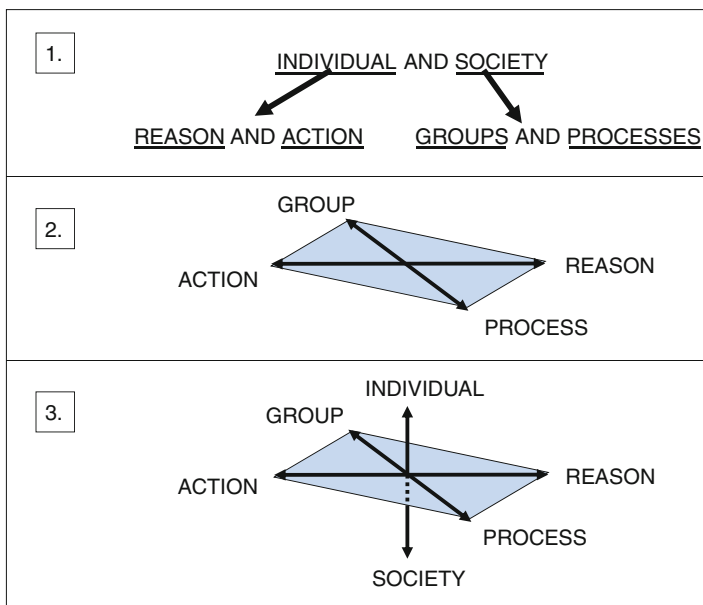 1.
INDIVIDUAL AND SOCIETY
REASON AND ACTION
GROUPS AND PROCESSES
2.
GROUP
ACTION
REASON
PROCESS
3.
INDIVIDUAL
GROUP
ACTION
REASON
PROCESS
SOCIETY